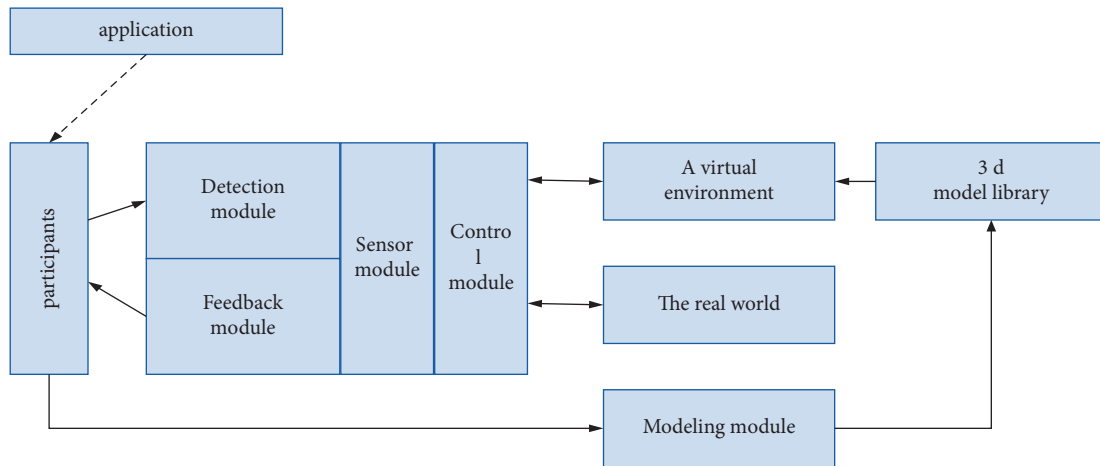 application
participants
Detection
module
Feedback
module
Sensor
module
Contro
l
module
A virtual
environment
3 d
model library
The real world
Modeling module